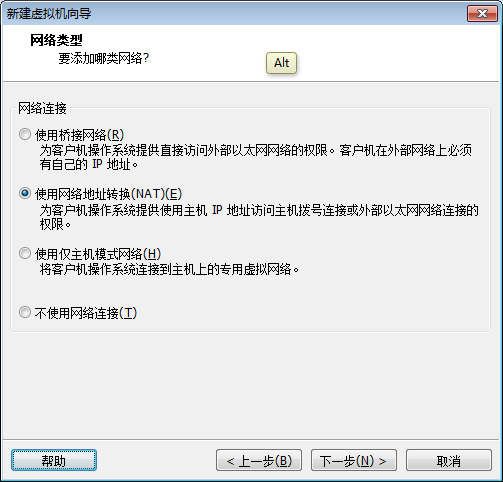 新建虚拟机向导
网络类型
要添加哪类网络?
Alt
网络连接
使用桥接网络(R)
为客户机操作系统提供直接访问外部以太网网络的权限。客户机在外部网络上必须
有自己的 IP 地址。
使用网络地址转换(NAT)(E)
为客户机操作系统提供使用主机 IP 地址访问主机拨号连接或外部以太网网络连接的
权限。
使用仅主机模式网络(H)
将客户机操作系统连接到主机上的专用虚拟网络。
不使用网络连接(T)
帮助
< 上一步(B)
下一步(N) >
取消